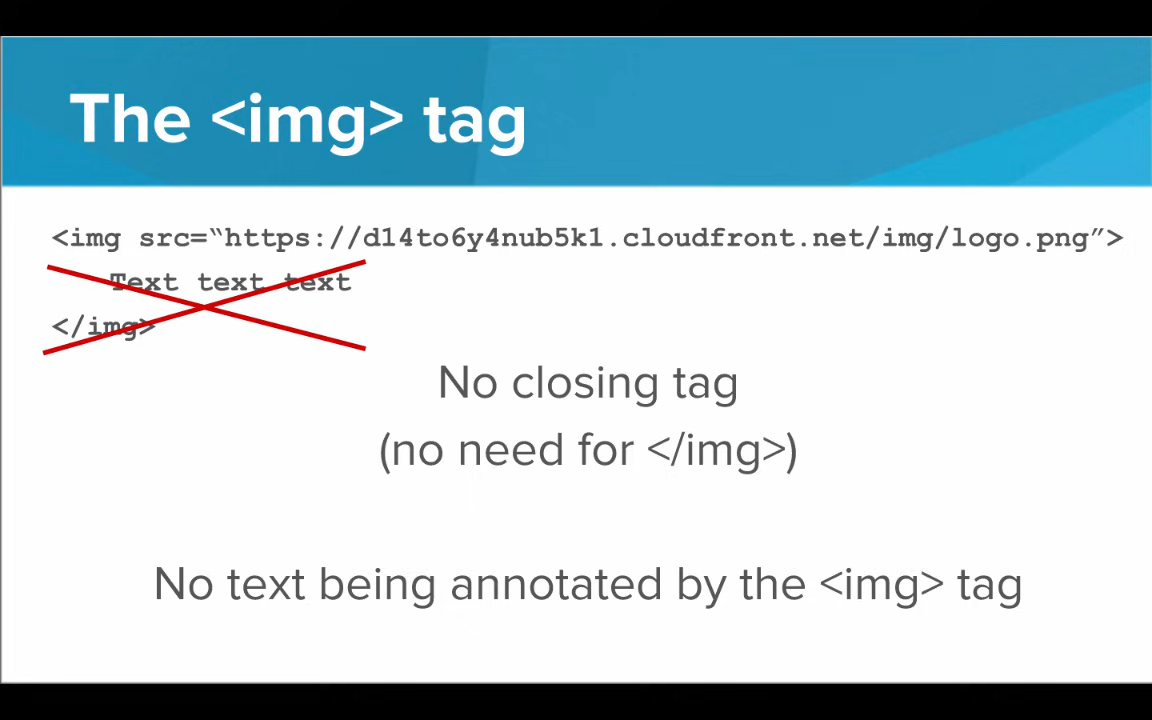 The <img> tag
<img src=“https://d14to6y4nub5k1.cloudfront.net/img/logo.png”>
Text text text
</img>
No closing tag
(no need for </img>)
No text being annotated by the <img> tag